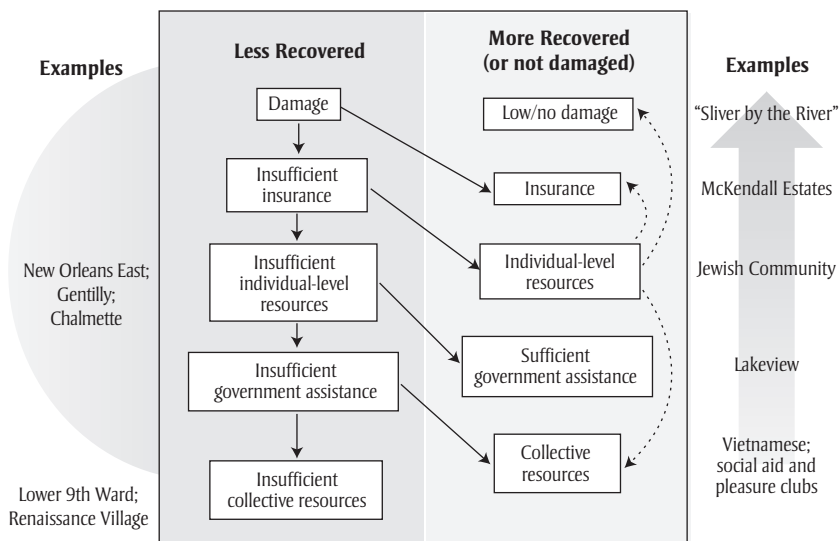 Examples
Less Recovered
More Recovered
(or not damaged)
Examples
Damage
Low/no damage
“Sliver by the River”
Insufficient
insurance
Insurance
McKendall Estates
New Orleans East;
Gentilly;
Chalmette
Insufficient
individual-level
resources
Individual-level
resources
Jewish Community
Insufficient
government assistance
Sufficient
government assistance
Lakeview
Lower 9th Ward;
Renaissance Village
Insufficient
collective resources
Collective
resources
Vietnamese;
social aid and
pleasure clubs